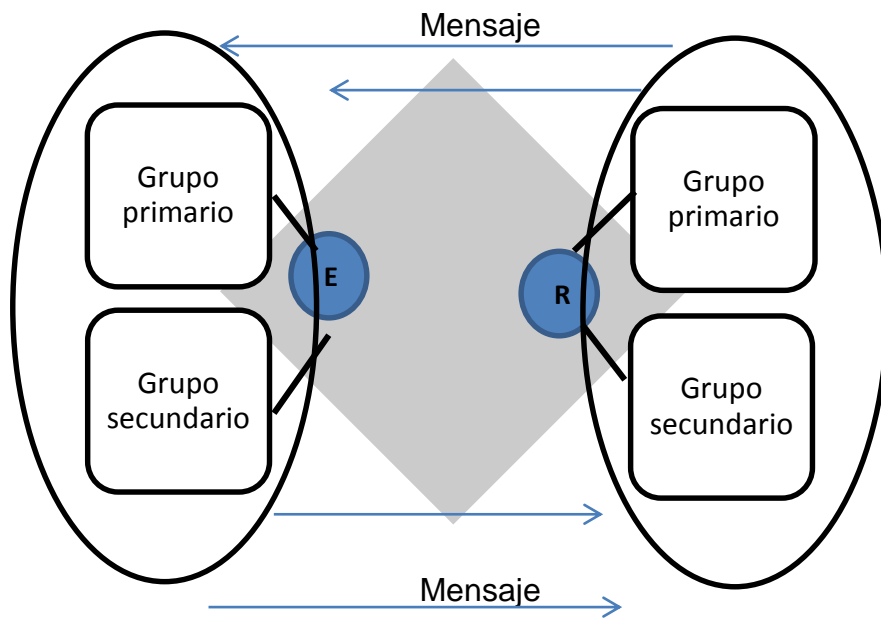 Mensaje
Grupo
primario
Grupo
primario
E
R
Grupo
secundario
Grupo
secundario
Mensaje